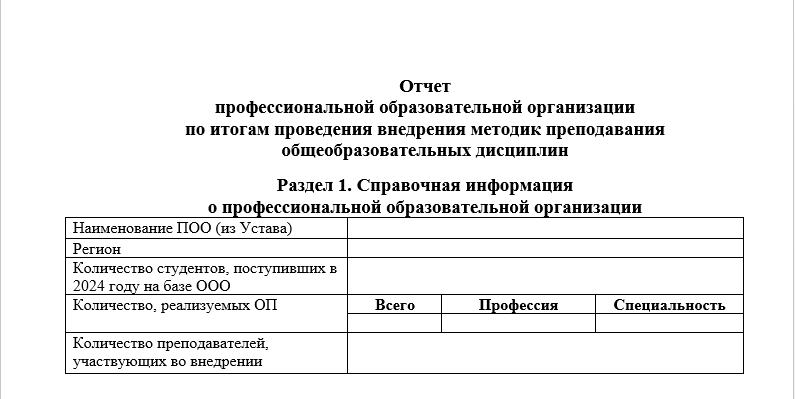 Отчет
профессиональной образовательной организации
по итогам проведения внедрения методик преподавания
общеобразовательных дисциплин
Раздел 1. Справочная информация
о профессиональной образовательной организации
Наименование ПОО (из Устава)
Регион
Количество студентов, поступивших в
2024 году на базе ООО
Количество, реализуемых ОП Всего Профессия Специальность
Количество преподавателей,
участвующих во внедрении